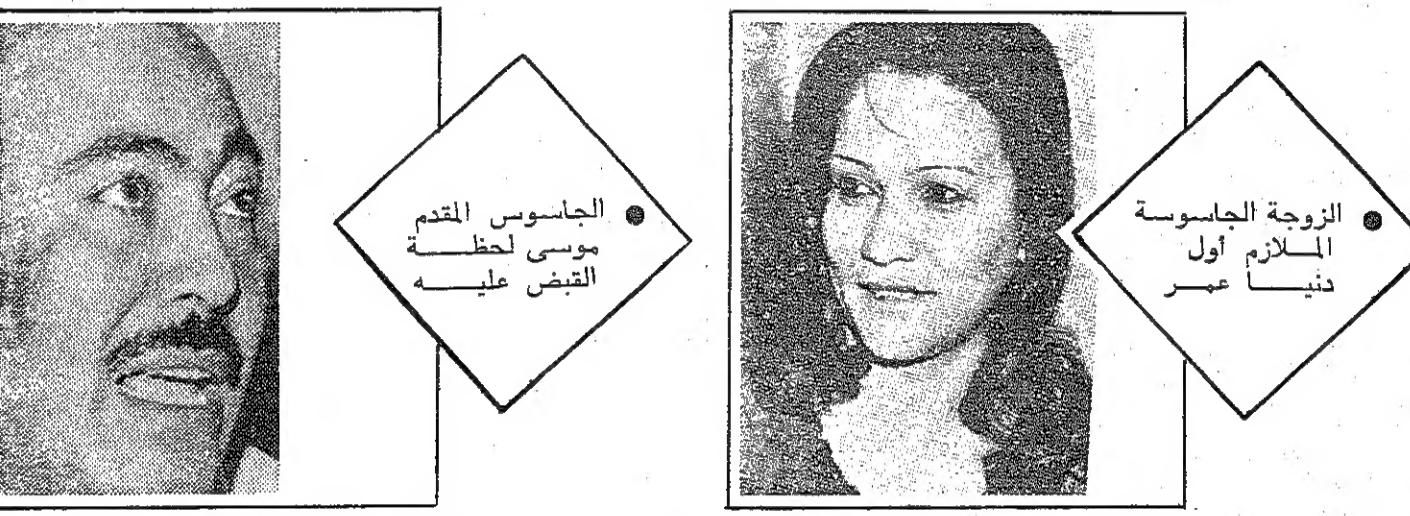 ● الزوجة الجاسوسة
الملازم أول
دنيا عمر
● الجاسوس المقدم
موسى لحظة
القبض عليه